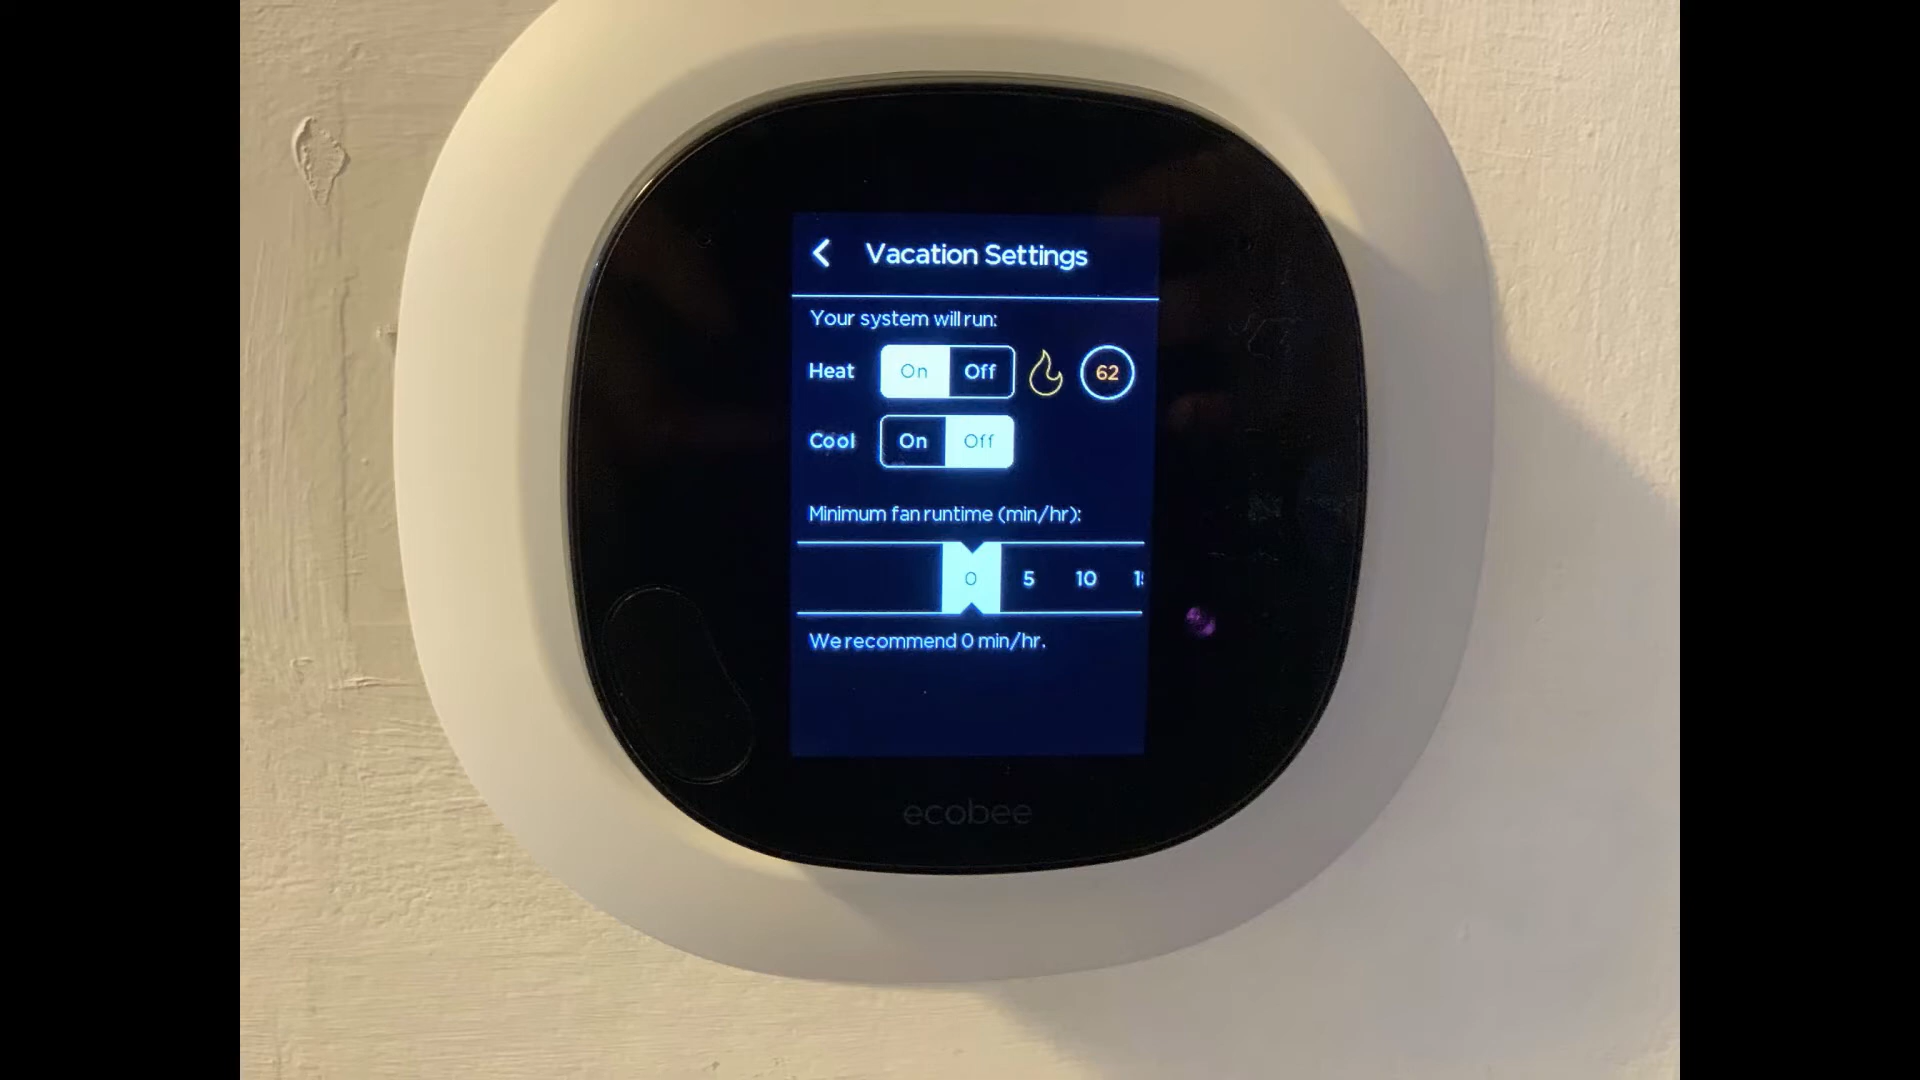 Vacation Settings
Your system will run:
Heat On Off 62
Cool On Off
Minimum fan runtime (min/hr):
0 5 10
We recommend 0 min/hr.
ecobee